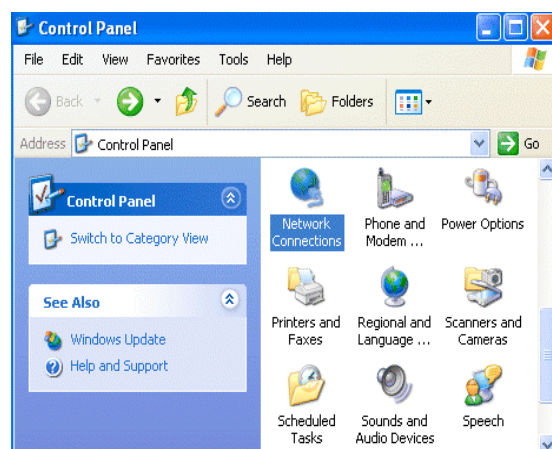 Control Panel
File Edit View Favorites Tools Help
Back Search Folders
Address Control Panel Go
Control Panel
Switch to Category View
See Also
Windows Update
Help and Support
Network
Connections
Phone and
Modem ...
Power Options
Printers and
Faxes
Regional and
Language ...
Scanners and
Cameras
Scheduled
Tasks
Sounds and
Audio Devices
Speech